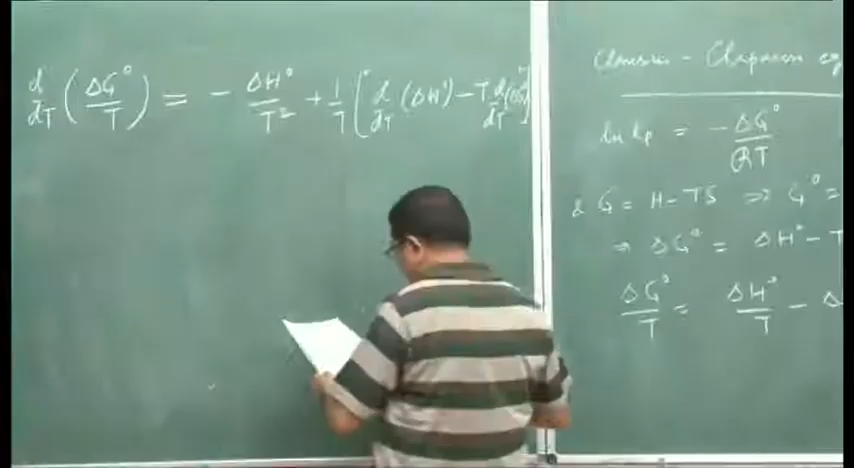 d/dT (ΔG°/T) = - ΔH°/T² + 1/T [d/dT (ΔH°) - T d/dT (ΔS°)]
Clausius - Clapeyron eq
ln kp = - ΔG°/RT
& G = H - TS ⇒ G° =
⇒ ΔG° = ΔH° - T
ΔG°/T = ΔH°/T - Δ